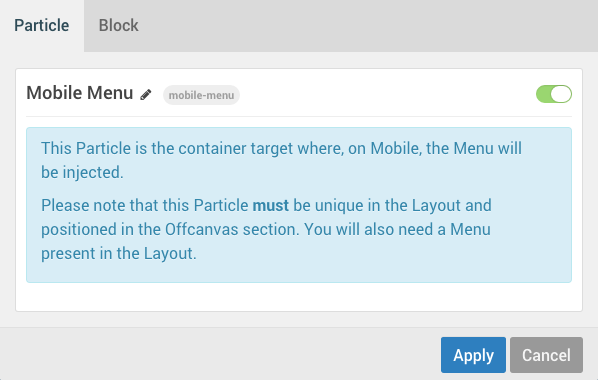 Particle Block
Mobile Menu mobile-menu
This Particle is the container target where, on Mobile, the Menu will
be injected.
Please note that this Particle must be unique in the Layout and
positioned in the Offcanvas section. You will also need a Menu
present in the Layout.
Apply Cancel